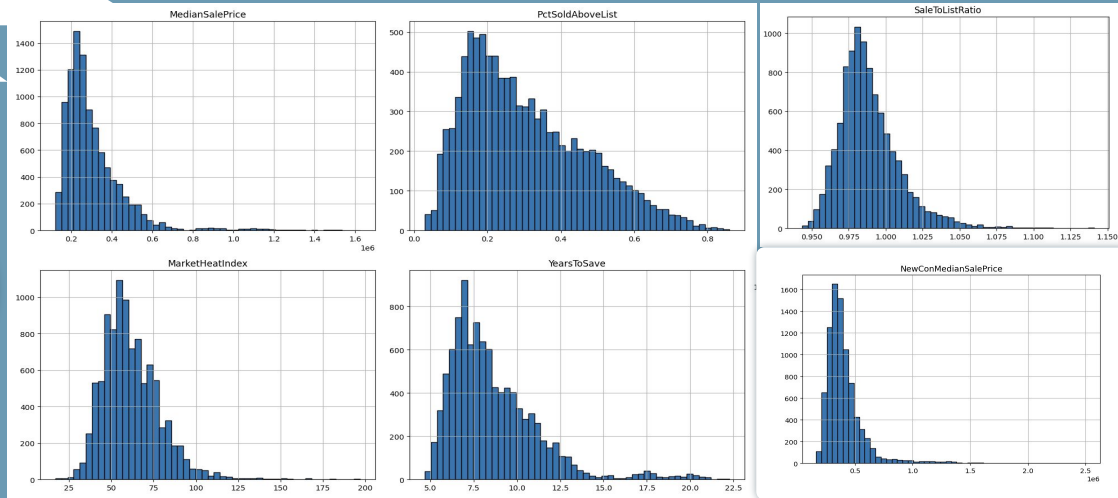 MedianSalePrice
1400
1200
1000
800
600
400
200
0
0.2 0.4 0.6 0.8 1.0 1.2 1.4 1.6
1e6
PctSoldAboveList
500
400
300
200
100
0
0.0 0.2 0.4 0.6 0.8
SaleToListRatio
1000
800
600
400
200
0
0.950 0.975 1.000 1.025 1.050 1.075 1.100 1.125 1.150
MarketHeatIndex
1000
800
600
400
200
0
25 50 75 100 125 150 175 200
YearsToSave
800
600
400
200
0
5.0 7.5 10.0 12.5 15.0 17.5 20.0 22.5
NewConMedianSalePrice
1600
1400
1200
1000
800
600
400
200
0
0.5 1.0 1.5 2.0 2.5
1e6